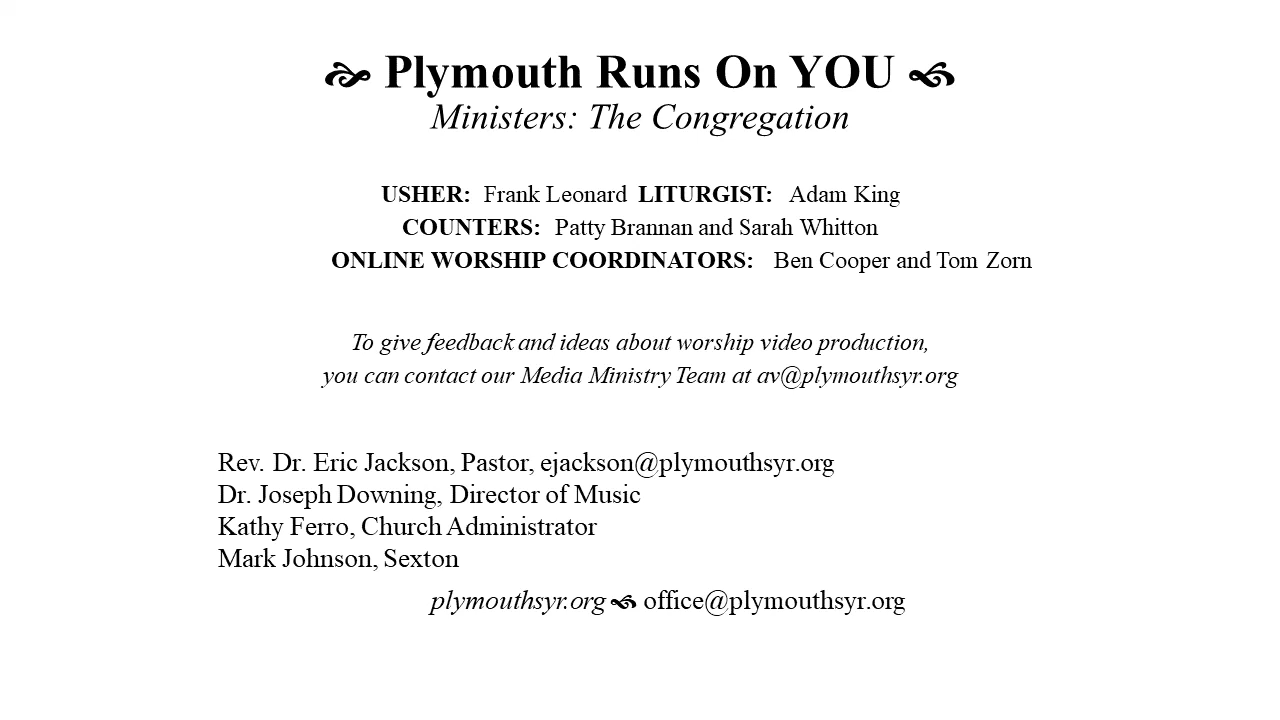 Plymouth Runs On YOU
Ministers: The Congregation
USHER: Frank Leonard LITURGIST: Adam King
COUNTERS: Patty Brannan and Sarah Whitton
ONLINE WORSHIP COORDINATORS: Ben Cooper and Tom Zorn
To give feedback and ideas about worship video production,
you can contact our Media Ministry Team at av@plymouthsyr.org
Rev. Dr. Eric Jackson, Pastor, ejackson@plymouthsyr.org
Dr. Joseph Downing, Director of Music
Kathy Ferro, Church Administrator
Mark Johnson, Sexton
plymouthsyr.org office@plymouthsyr.org